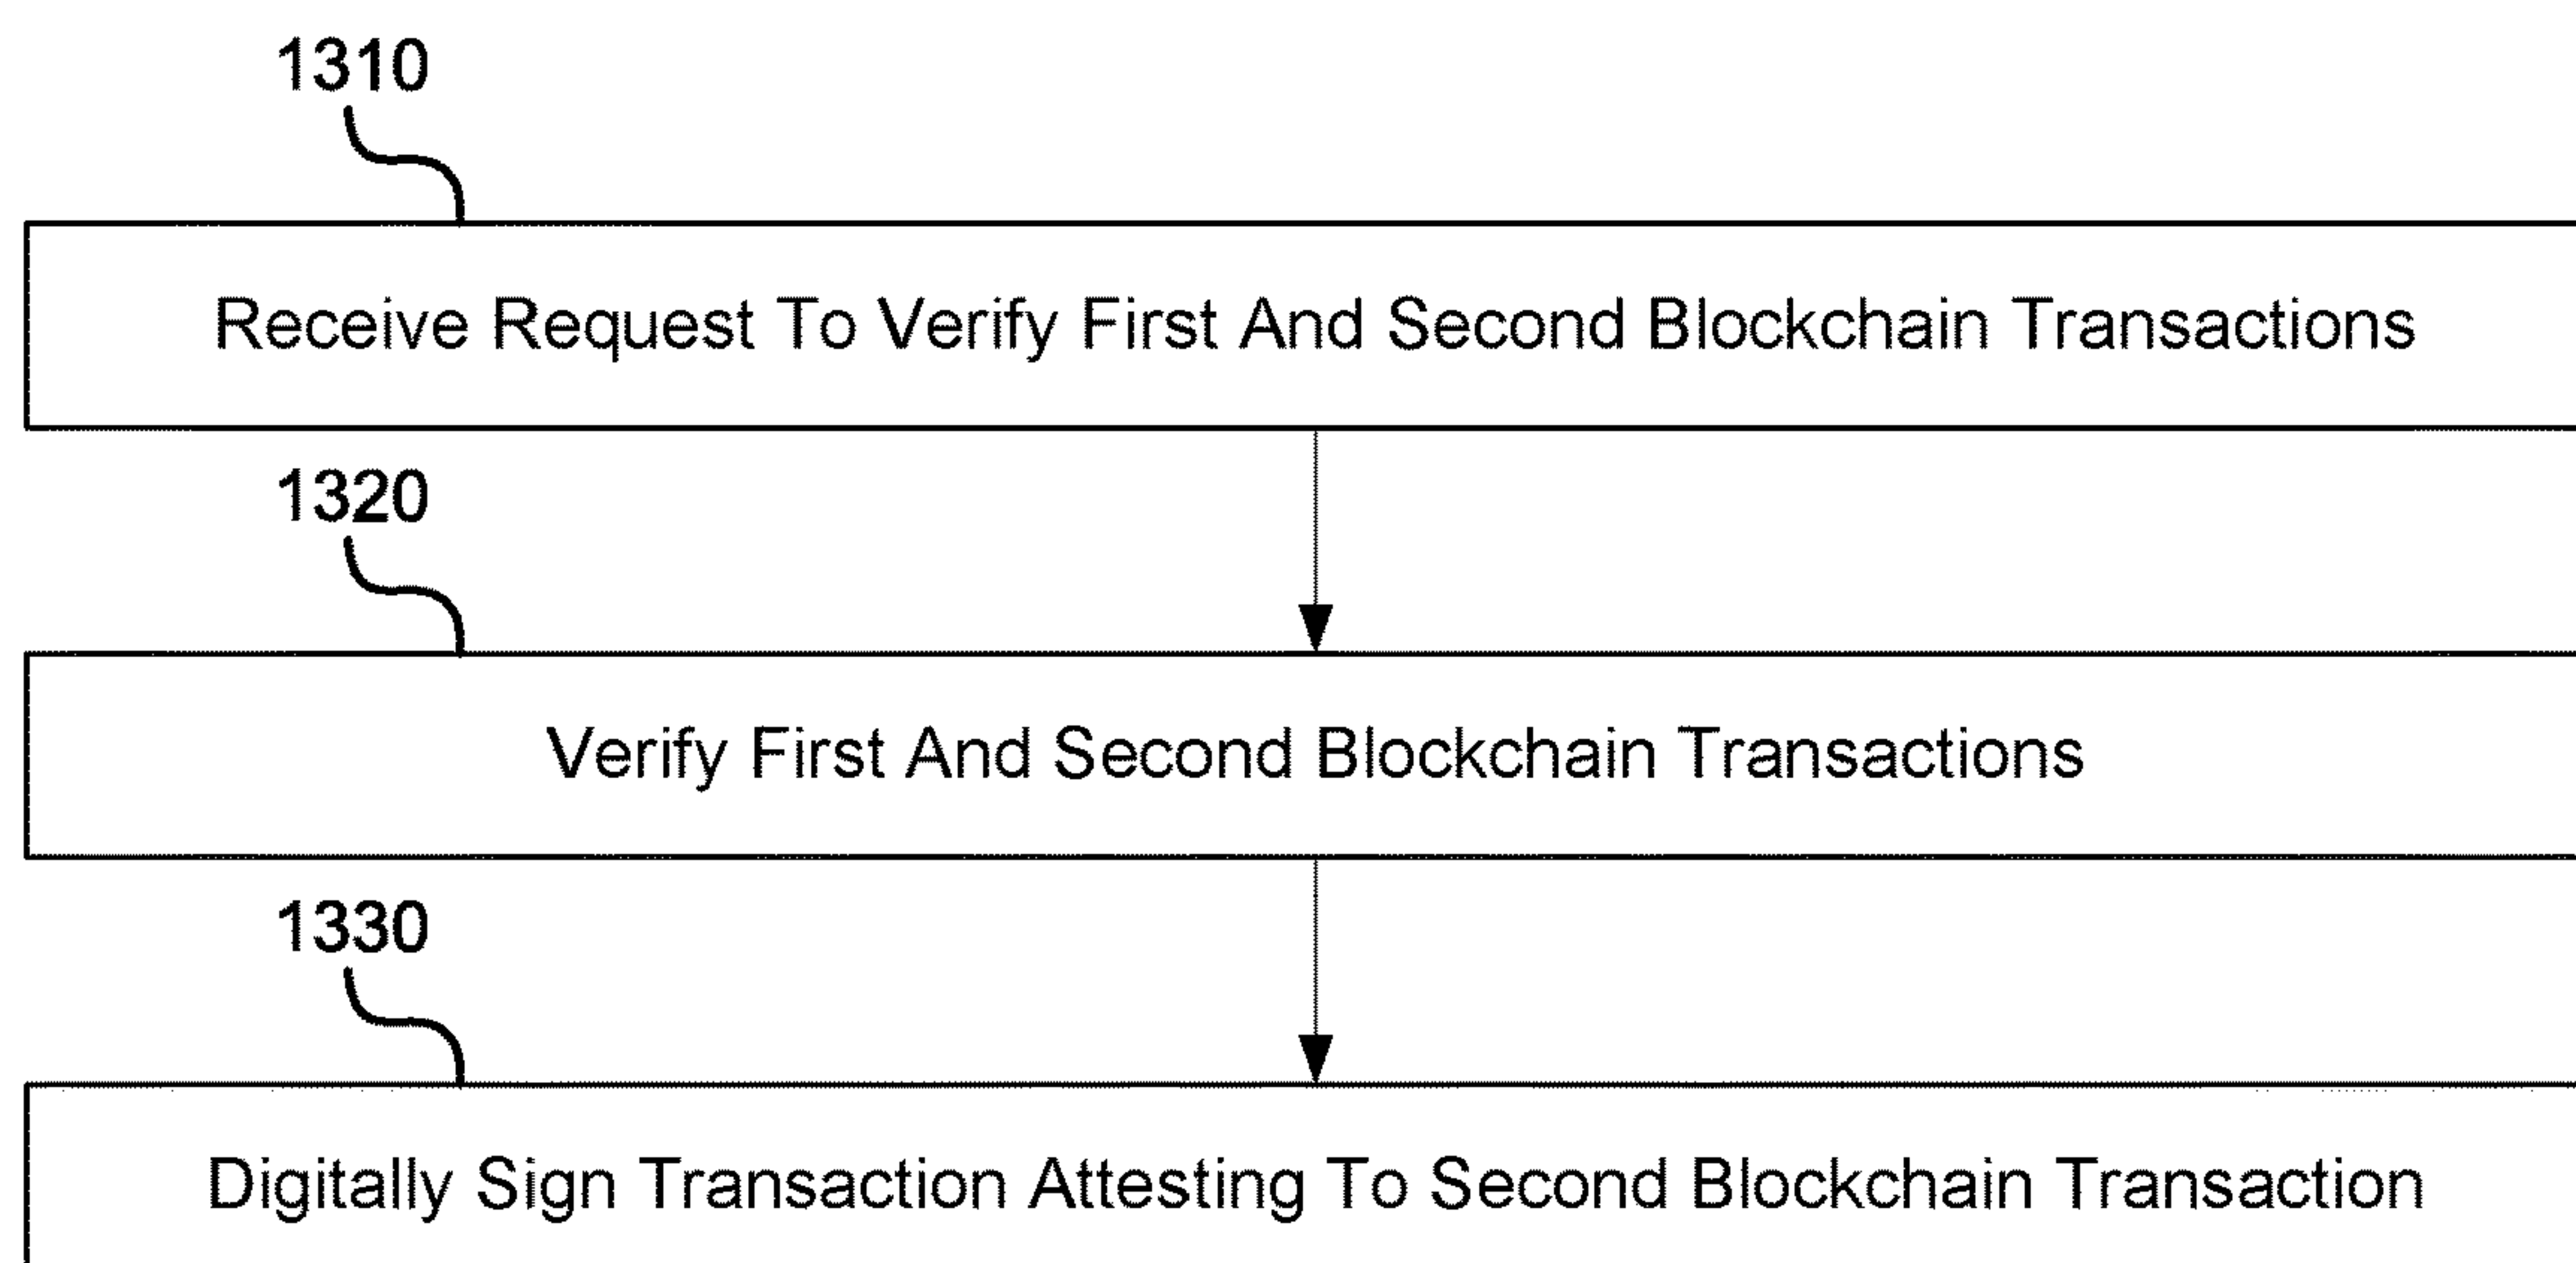 1310
Receive Request To Verify First And Second Blockchain Transactions
1320
Verify First And Second Blockchain Transactions
1330
Digitally Sign Transaction Attesting To Second Blockchain Transaction